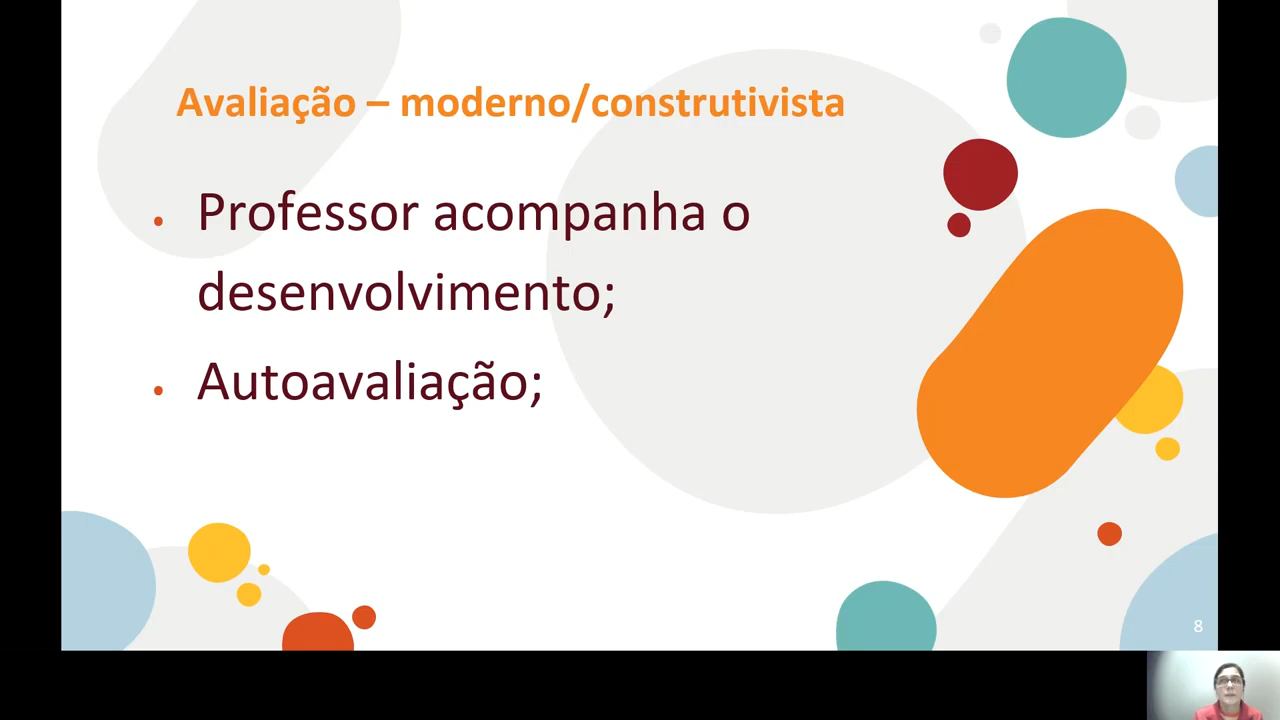 Avaliação – moderno/construtivista
• Professor acompanha o
desenvolvimento;
• Autoavaliação;
8